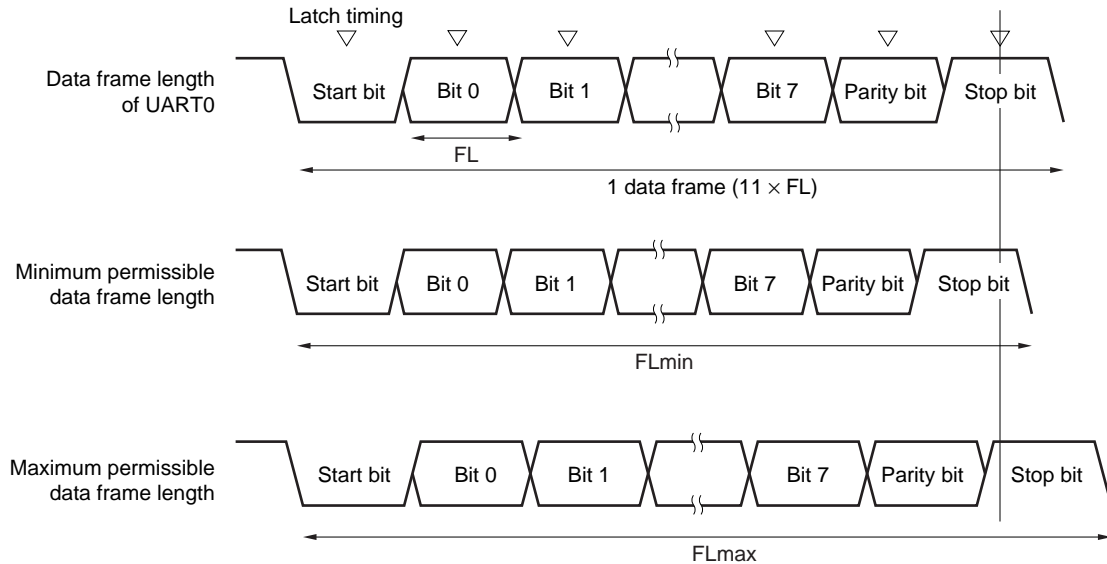 Latch timing
Data frame length
of UART0
Start bit Bit 0 Bit 1 Bit 7 Parity bit Stop bit
FL
1 data frame (11 × FL)
Minimum permissible
data frame length
Start bit Bit 0 Bit 1 Bit 7 Parity bit Stop bit
FLmin
Maximum permissible
data frame length
Start bit Bit 0 Bit 1 Bit 7 Parity bit Stop bit
FLmax